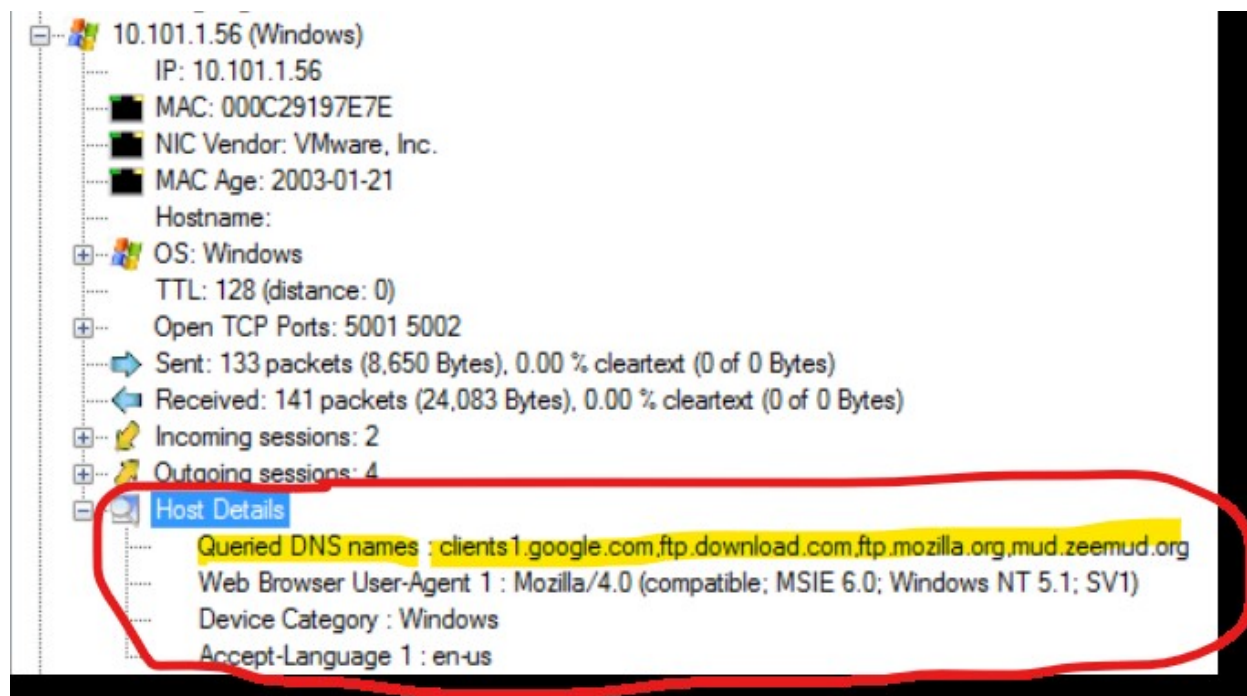 10.101.1.56 (Windows)
IP: 10.101.1.56
MAC: 000C29197E7E
NIC Vendor: VMware, Inc.
MAC Age: 2003-01-21
Hostname:
OS: Windows
TTL: 128 (distance: 0)
Open TCP Ports: 5001 5002
Sent: 133 packets (8,650 Bytes), 0.00 % cleartext (0 of 0 Bytes)
Received: 141 packets (24,083 Bytes), 0.00 % cleartext (0 of 0 Bytes)
Incoming sessions: 2
Outgoing sessions: 4
Host Details
Queried DNS names : clients1.google.com,ftp.download.com,ftp.mozilla.org,mud.zeemud.org
Web Browser User-Agent 1 : Mozilla/4.0 (compatible; MSIE 6.0; Windows NT 5.1; SV1)
Device Category : Windows
Accept-Language 1 : en-us